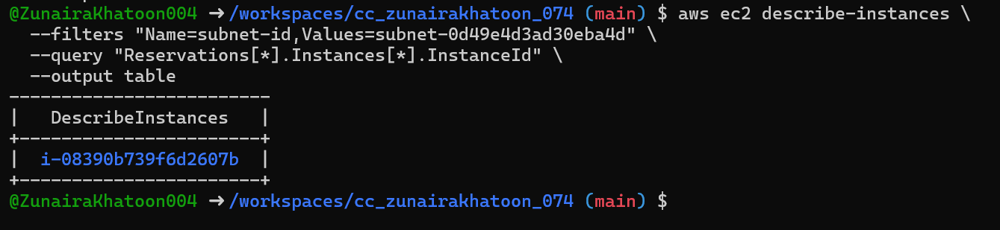 @ZunairaKhatoon004 ➜ /workspaces/cc_zunairakhatoon_074 (main) $ aws ec2 describe-instances \
  --filters "Name=subnet-id,Values=subnet-0d49e4d3ad30eba4d" \
  --query "Reservations[*].Instances[*].InstanceId" \
  --output table
-------------------------
|   DescribeInstances   |
+-----------------------+
|  i-08390b739f6d2607b  |
+-----------------------+
@ZunairaKhatoon004 ➜ /workspaces/cc_zunairakhatoon_074 (main) $